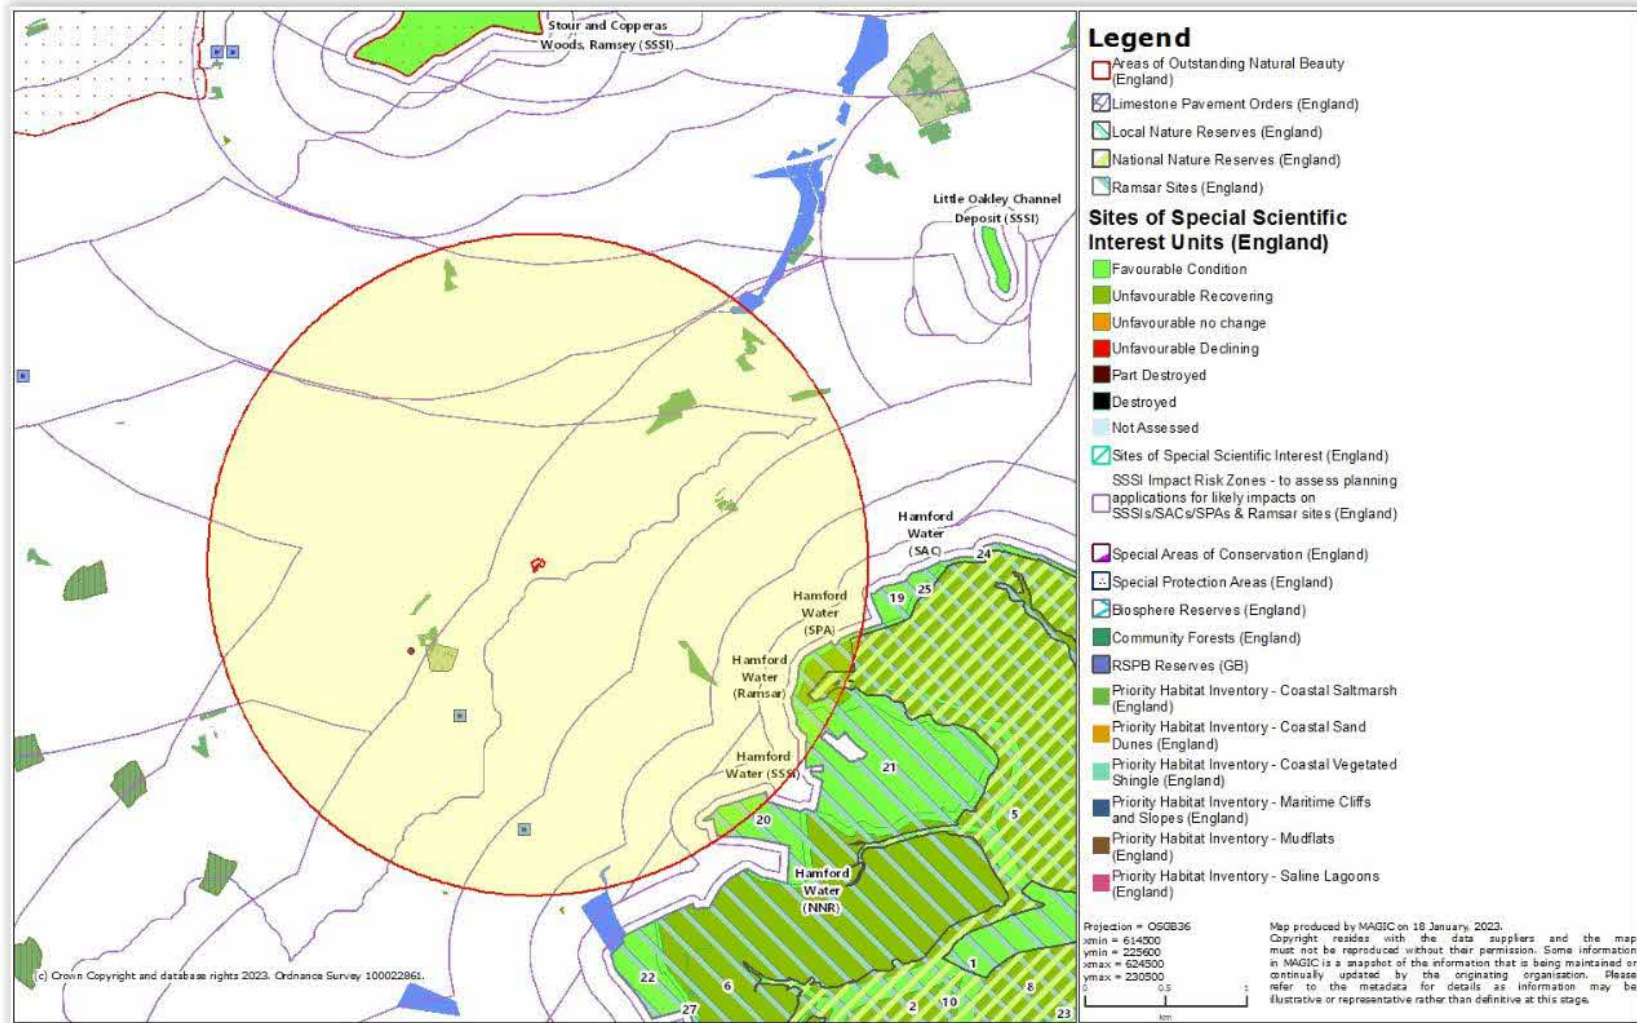 Stour and Copperas
Woods, Ramsey (SSSI)
Little Oakley Channel
Deposit (SSSI)
Hamford
Water
(SAC)
24
25
19
Hamford
Water
(SPA)
Hamford
Water
(Ramsar)
Hamford
Water (SSSI)
21
20
5
Hamford
Water
(NNR)
1
22
6
8
10
2
27
23
(c) Crown Copyright and database rights 2023. Ordnance Survey 100022861.
Legend
Areas of Outstanding Natural Beauty
(England)
Limestone Pavement Orders (England)
Local Nature Reserves (England)
National Nature Reserves (England)
Ramsar Sites (England)
Sites of Special Scientific
Interest Units (England)
Favourable Condition
Unfavourable Recovering
Unfavourable no change
Unfavourable Declining
Part Destroyed
Destroyed
Not Assessed
Sites of Special Scientific Interest (England)
SSSI Impact Risk Zones - to assess planning
applications for likely impacts on
SSSIs/SACs/SPAs & Ramsar sites (England)
Special Areas of Conservation (England)
Special Protection Areas (England)
Biosphere Reserves (England)
Community Forests (England)
RSPB Reserves (GB)
Priority Habitat Inventory - Coastal Saltmarsh
(England)
Priority Habitat Inventory - Coastal Sand
Dunes (England)
Priority Habitat Inventory - Coastal Vegetated
Shingle (England)
Priority Habitat Inventory - Maritime Cliffs
and Slopes (England)
Priority Habitat Inventory - Mudflats
(England)
Priority Habitat Inventory - Saline Lagoons
(England)
Projection = OSGB36
xmin = 614500
ymin = 225600
xmax = 624500
ymax = 230500
0 0.5 1
km
Map produced by MAGIC on 18 January, 2023.
Copyright resides with the data suppliers and the map
must not be reproduced without their permission. Some information
in MAGIC is a snapshot of the information that is being maintained or
continually updated by the originating organisation. Please
refer to the metadata for details as information may be
illustrative or representative rather than definitive at this stage.